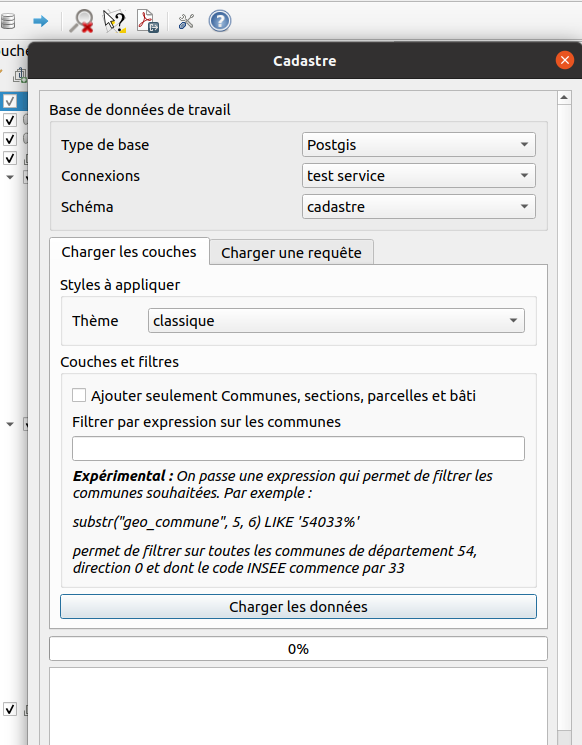 ouche
Cadastre
Base de données de travail
Type de base
Postgis
Connexions
test service
Schéma
cadastre
Charger les couches
Charger une requête
Styles à appliquer
Thème
classique
Couches et filtres
Ajouter seulement Communes, sections, parcelles et bâti
Filtrer par expression sur les communes
Expérimental : On passe une expression qui permet de filtrer les
communes souhaitées. Par exemple :
substr("geo_commune", 5, 6) LIKE '54033%'
permet de filtrer sur toutes les communes de département 54,
direction 0 et dont le code INSEE commence par 33
Charger les données
0%